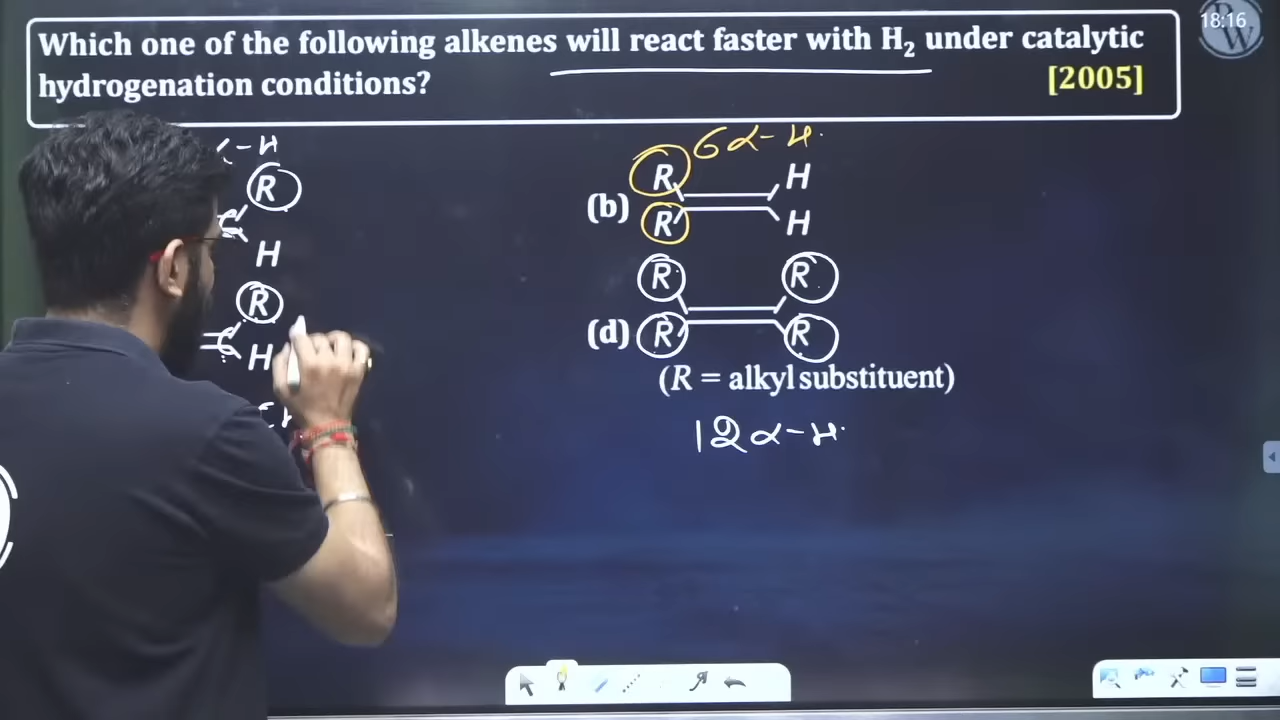 18:16
Which one of the following alkenes will react faster with H₂ under catalytic
hydrogenation conditions? [2005]
-H
R
H
R
H
6α-H.
(b) R R H H
(d) R R R R
(R = alkyl substituent)
12α-H.